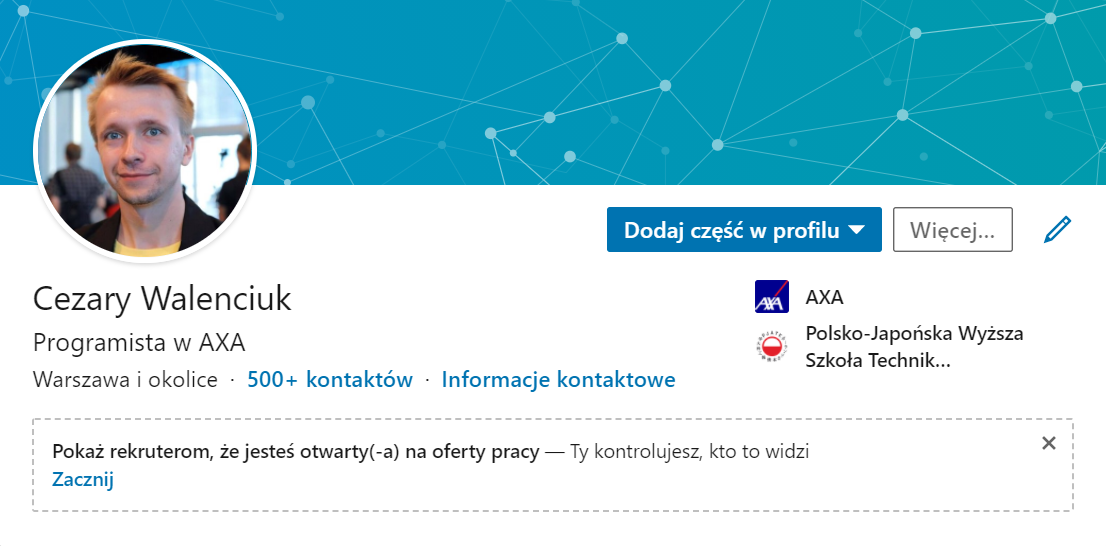 Dodaj część w profilu
Więcej...
Cezary Walenciuk
Programista w AXA
Warszawa i okolice · 500+ kontaktów · Informacje kontaktowe
AXA
AXA
Polsko-Japońska Wyższa
Szkoła Technik...
Pokaż rekruterom, że jesteś otwarty(-a) na oferty pracy — Ty kontrolujesz, kto to widzi
Zacznij